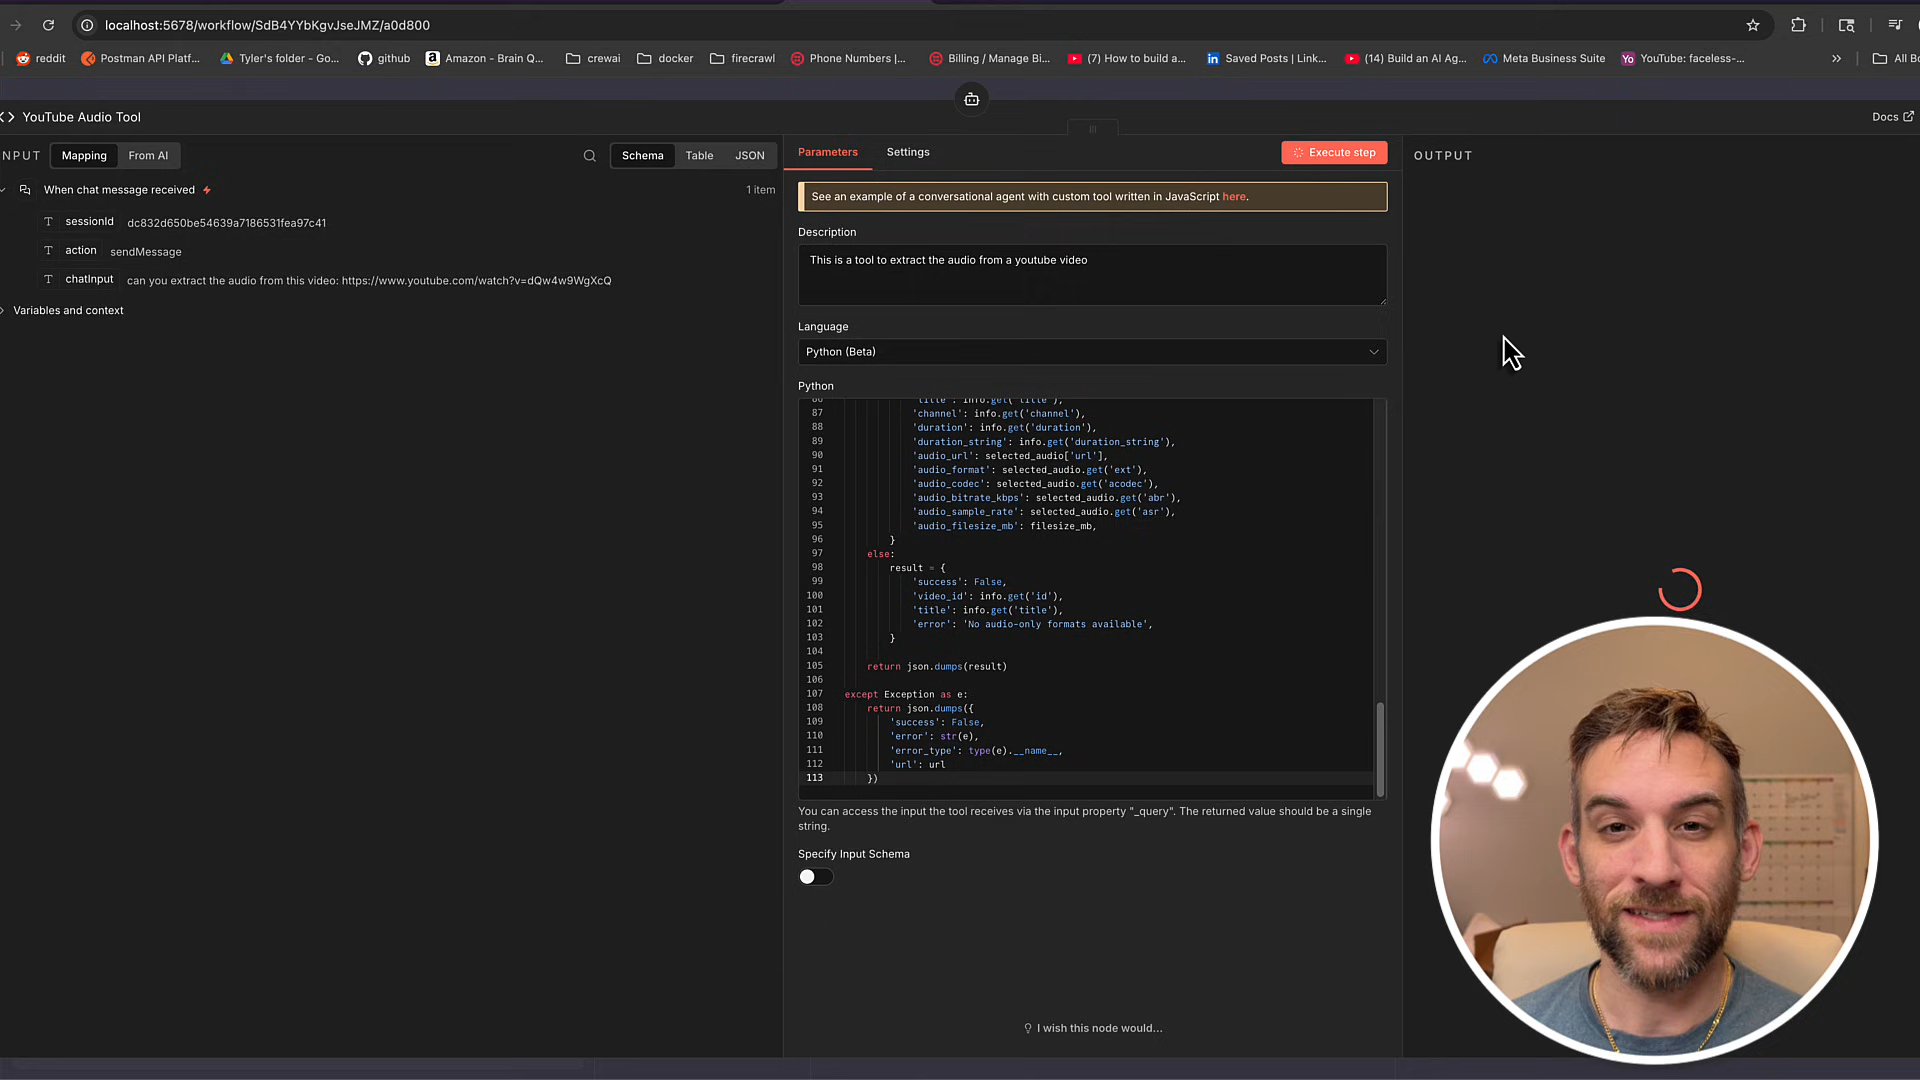 localhost:5678/workflow/SdB4YYbKgvJseJMZ/a0d800
reddit
Postman API Platf...
Tyler's folder - Go...
github
Amazon - Brain Q...
crewai
docker
firecrawl
Phone Numbers |...
Billing / Manage Bi...
(7) How to build a...
Saved Posts | Link...
(14) Build an AI Ag...
Meta Business Suite
YouTube: faceless-...
All Bo
YouTube Audio Tool
Docs
NPUT
Mapping
From AI
Schema
Table
JSON
When chat message received
1 item
T sessionId dc832d650be54639a7186531fea97c41
T action sendMessage
T chatInput can you extract the audio from this video: https://www.youtube.com/watch?v=dQw4w9WgXcQ
Variables and context
Parameters
Settings
Execute step
See an example of a conversational agent with custom tool written in JavaScript here.
Description
This is a tool to extract the audio from a youtube video
Language
Python (Beta)
Python
86 'title': info.get('title'),
87 'channel': info.get('channel'),
88 'duration': info.get('duration'),
89 'duration_string': info.get('duration_string'),
90 'audio_url': selected_audio['url'],
91 'audio_format': selected_audio.get('ext'),
92 'audio_codec': selected_audio.get('acodec'),
93 'audio_bitrate_kbps': selected_audio.get('abr'),
94 'audio_sample_rate': selected_audio.get('asr'),
95 'audio_filesize_mb': filesize_mb,
96 }
97 else:
98 result = {
99 'success': False,
100 'video_id': info.get('id'),
101 'title': info.get('title'),
102 'error': 'No audio-only formats available',
103 }
104
105 return json.dumps(result)
106
107 except Exception as e:
108 return json.dumps({
109 'success': False,
110 'error': str(e),
111 'error_type': type(e).__name__,
112 'url': url
113 })
You can access the input the tool receives via the input property "_query". The returned value should be a single
string.
Specify Input Schema
I wish this node would...
OUTPUT